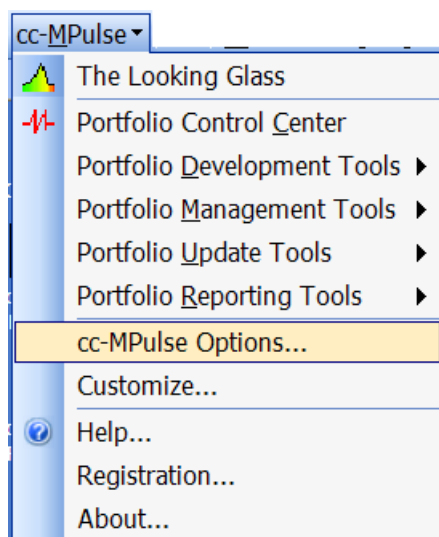 cc-MPulse
The Looking Glass
Portfolio Control Center
Portfolio Development Tools
Portfolio Management Tools
Portfolio Update Tools
Portfolio Reporting Tools
cc-MPulse Options...
Customize...
Help...
Registration...
About...